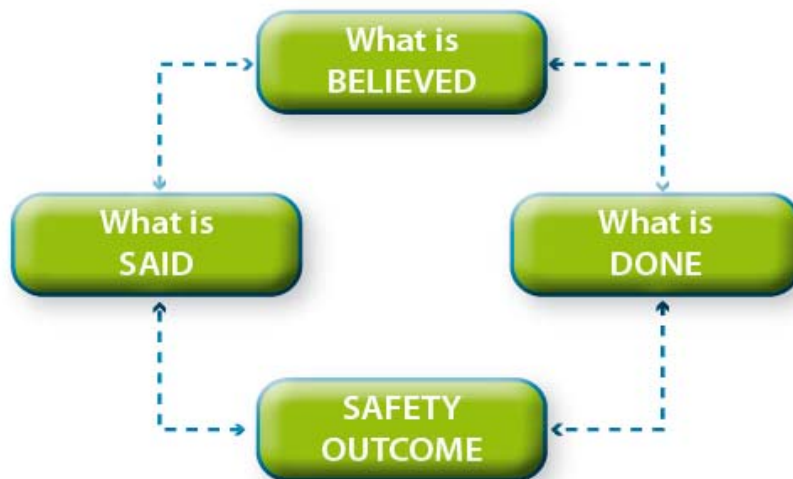 What is
BELIEVED
What is
SAID
What is
DONE
SAFETY
OUTCOME